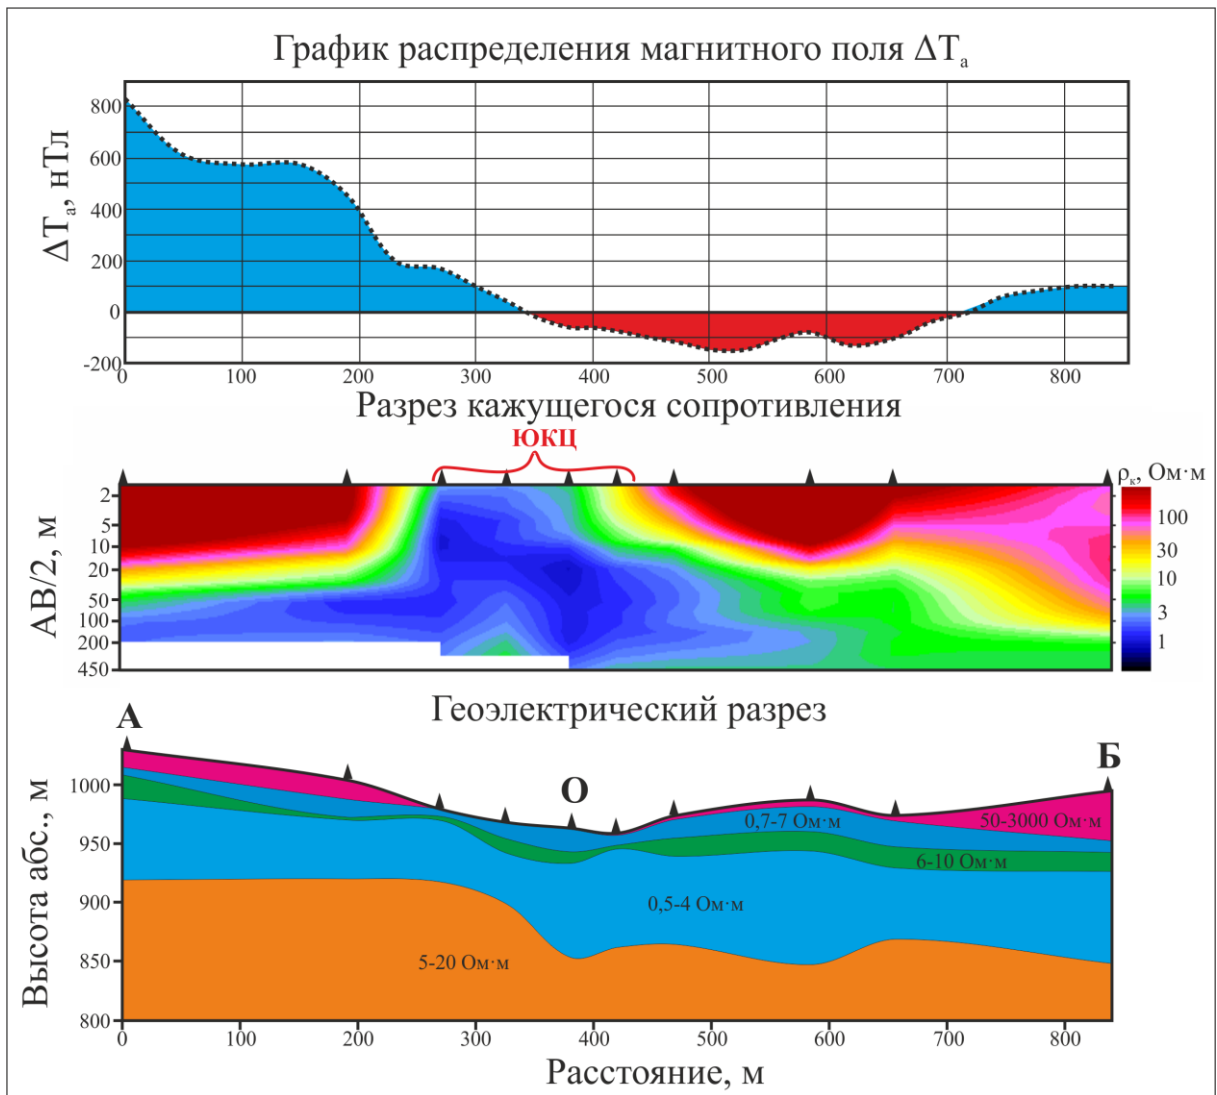 График распределения магнитного поля ΔTа
ΔTа, нТл
800
600
400
200
0
-200
0 100 200 300 400 500 600 700 800
Разрез кажущегося сопротивления
ЮКЦ
ρк, Ом·м
AB/2, м
2
5
10
20
50
100
200
450
100
30
10
3
1
Геоэлектрический разрез
А
О
Б
Высота абс., м
1000
950
900
850
800
0,7-7 Ом·м
50-3000 Ом·м
6-10 Ом·м
0,5-4 Ом·м
5-20 Ом·м
0 100 200 300 400 500 600 700 800
Расстояние, м